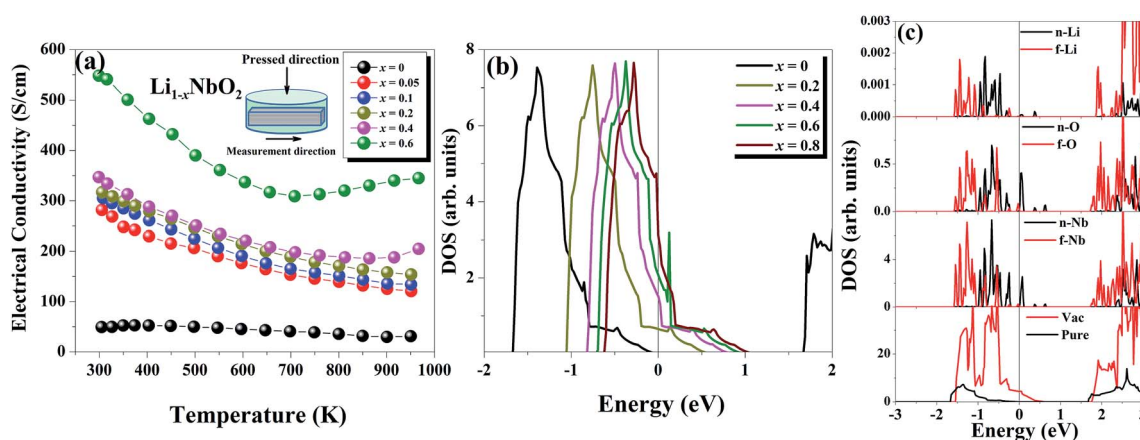 (a)
Li1-xNbO2
Pressed direction
Measurement direction
x = 0
x = 0.05
x = 0.1
x = 0.2
x = 0.4
x = 0.6
Electrical Conductivity (S/cm)
600
500
400
300
200
100
0
300 400 500 600 700 800 900 1000
Temperature (K)
(b)
x = 0
x = 0.2
x = 0.4
x = 0.6
x = 0.8
DOS (arb. units)
8
6
4
2
-2 -1 0 1 2
Energy (eV)
(c)
n-Li
f-Li
0.003
0.002
0.001
0.000
n-O
f-O
0.5
0.0
n-Nb
f-Nb
4
0
Vac
Pure
20
0
DOS (arb. units)
-3 -2 -1 0 1 2 3
Energy (eV)